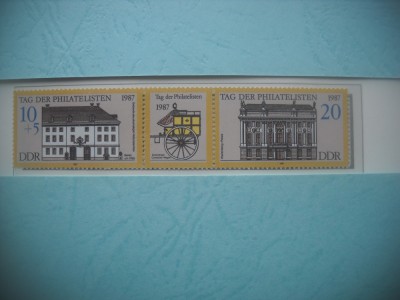 TAG DER PHILATELISTEN 1987
10
+5
DDR
Tag der Philatelisten
1987
TAG DER PHILATELISTEN 1987
20
DDR